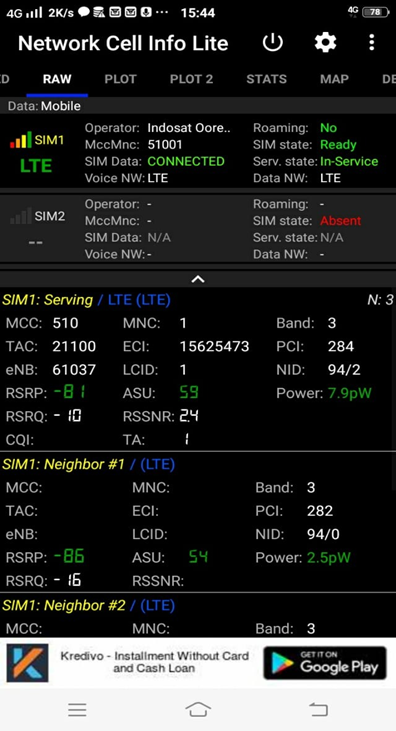 4G 2K/s ... 15:44 4G 78
Network Cell Info Lite
RAW PLOT PLOT 2 STATS MAP
Data: Mobile
SIM1 Operator: Indosat Oore.. Roaming: No
MccMnc: 51001 SIM state: Ready
LTE SIM Data: CONNECTED Serv. state: In-Service
Voice NW: LTE Data NW: LTE
SIM2 Operator: - Roaming: -
MccMnc: - SIM state: Absent
-- SIM Data: N/A Serv. state: N/A
Voice NW: - Data NW: -
SIM1: Serving / LTE (LTE) N: 3
MCC: 510 MNC: 1 Band: 3
TAC: 21100 ECI: 15625473 PCI: 284
eNB: 61037 LCID: 1 NID: 94/2
RSRP: -81 ASU: 59 Power: 7.9pW
RSRQ: -10 RSSNR: 2.4
CQI: TA: 1
SIM1: Neighbor #1 / (LTE)
MCC: MNC: Band: 3
TAC: ECI: PCI: 282
eNB: LCID: NID: 94/0
RSRP: -86 ASU: 54 Power: 2.5pW
RSRQ: -16 RSSNR:
SIM1: Neighbor #2 / (LTE)
MCC: MNC: Band: 3
Kredivo - Installment Without Card
and Cash Loan
GET IT ON
Google Play